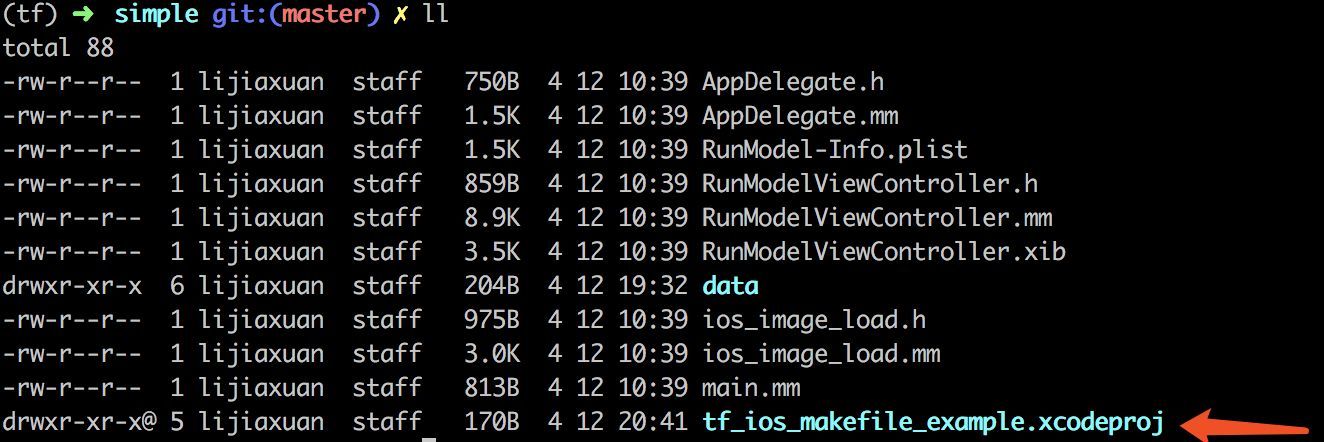 (tf) ➜ simple git:(master) ✗ ll
total 88
-rw-r--r-- 1 lijiaxuan staff 750B 4 12 10:39 AppDelegate.h
-rw-r--r-- 1 lijiaxuan staff 1.5K 4 12 10:39 AppDelegate.mm
-rw-r--r-- 1 lijiaxuan staff 1.5K 4 12 10:39 RunModel-Info.plist
-rw-r--r-- 1 lijiaxuan staff 859B 4 12 10:39 RunModelViewController.h
-rw-r--r-- 1 lijiaxuan staff 8.9K 4 12 10:39 RunModelViewController.mm
-rw-r--r-- 1 lijiaxuan staff 3.5K 4 12 10:39 RunModelViewController.xib
drwxr-xr-x 6 lijiaxuan staff 204B 4 12 19:32 data
-rw-r--r-- 1 lijiaxuan staff 975B 4 12 10:39 ios_image_load.h
-rw-r--r-- 1 lijiaxuan staff 3.0K 4 12 10:39 ios_image_load.mm
-rw-r--r-- 1 lijiaxuan staff 813B 4 12 10:39 main.mm
drwxr-xr-x@ 5 lijiaxuan staff 170B 4 12 20:41 tf_ios_makefile_example.xcodeproj